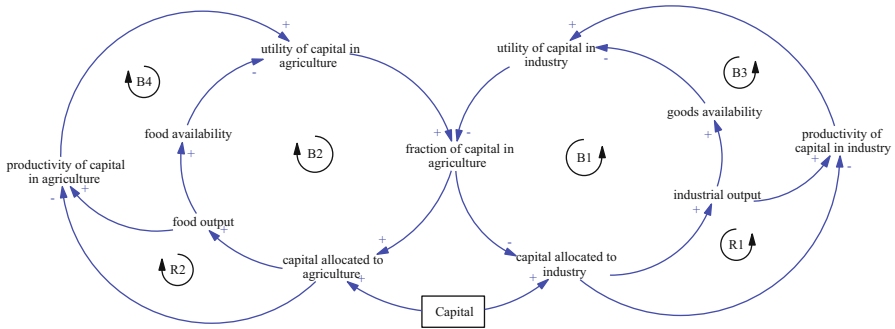 +
+
utility of capital in
agriculture
-
utility of capital in
industry
-
B4
B3
food availability
+
goods availability
+
+
-
fraction of capital in
agriculture
B2
B1
productivity of
capital in industry
+
-
productivity of capital
in agriculture
-
+
food output
+
industrial output
+
R2
R1
+
-
capital allocated to
agriculture
+
capital allocated to
industry
+
Capital